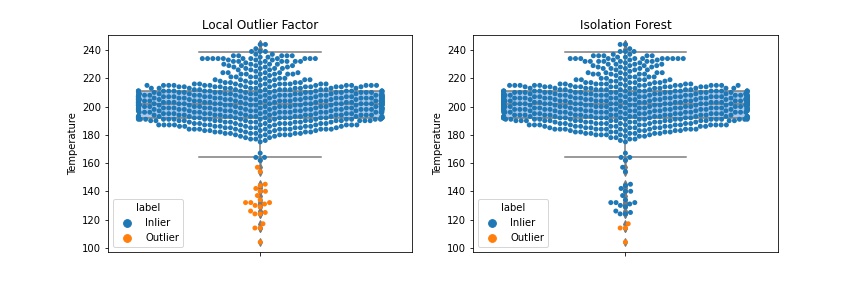 Local Outlier Factor
240
220
200
180
160
140
120
100
Temperature
label
Inlier
Outlier
Isolation Forest
240
220
200
180
160
140
120
100
Temperature
label
Inlier
Outlier